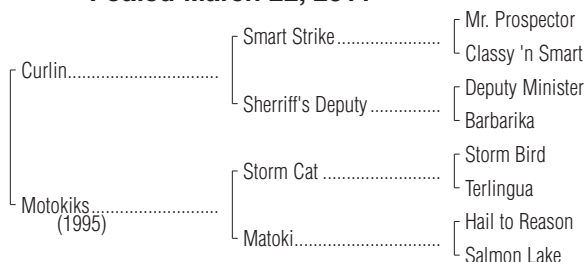 Foaled March 22, 2011
Mr. Prospector
Smart Strike
Classy 'n Smart
Curlin
Deputy Minister
Sherriff's Deputy
Barbarika
Storm Bird
Storm Cat
Terlingua
Motokiks
(1995)
Hail to Reason
Matoki
Salmon Lake